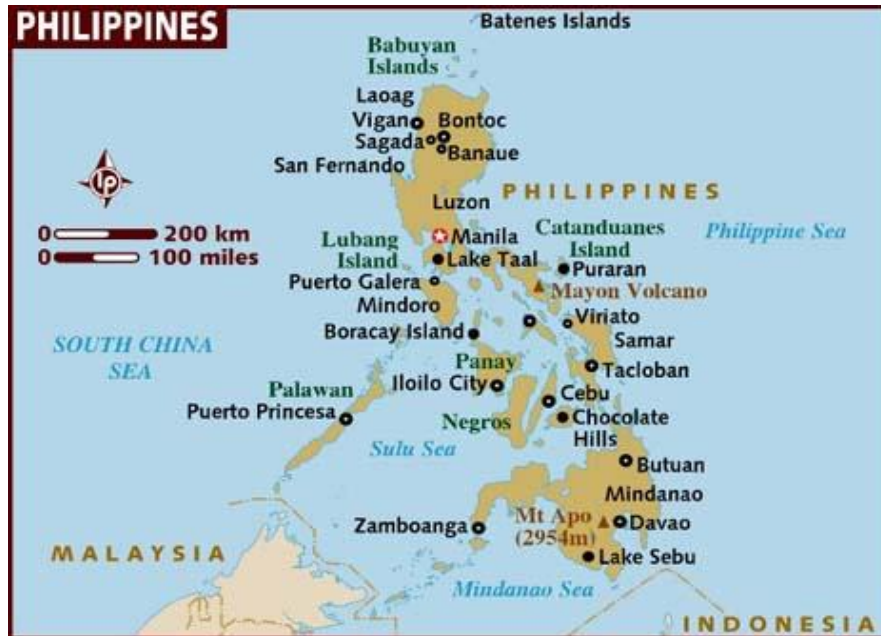 PHILIPPINES
Batenes Islands
Babuyan
Islands
Laoag
Vigan
Bontoc
Sagada
Banaue
San Fernando
LP
PHILIPPINES
Luzon
0 200 km
0 100 miles
Lubang
Island
Manila
Catanduanes
Island
Philippine Sea
Lake Taal
Puraran
Puerto Galera
Mayon Volcano
Mindoro
Viriato
Boracay Island
Samar
SOUTH CHINA
SEA
Panay
Tacloban
Palawan
Iloilo City
Cebu
Puerto Princesa
Negros
Chocolate
Hills
Sulu Sea
Butuan
Mindanao
Zamboanga
Mt Apo
(2954m)
Davao
MALAYSIA
Lake Sebu
Mindanao Sea
INDONESIA